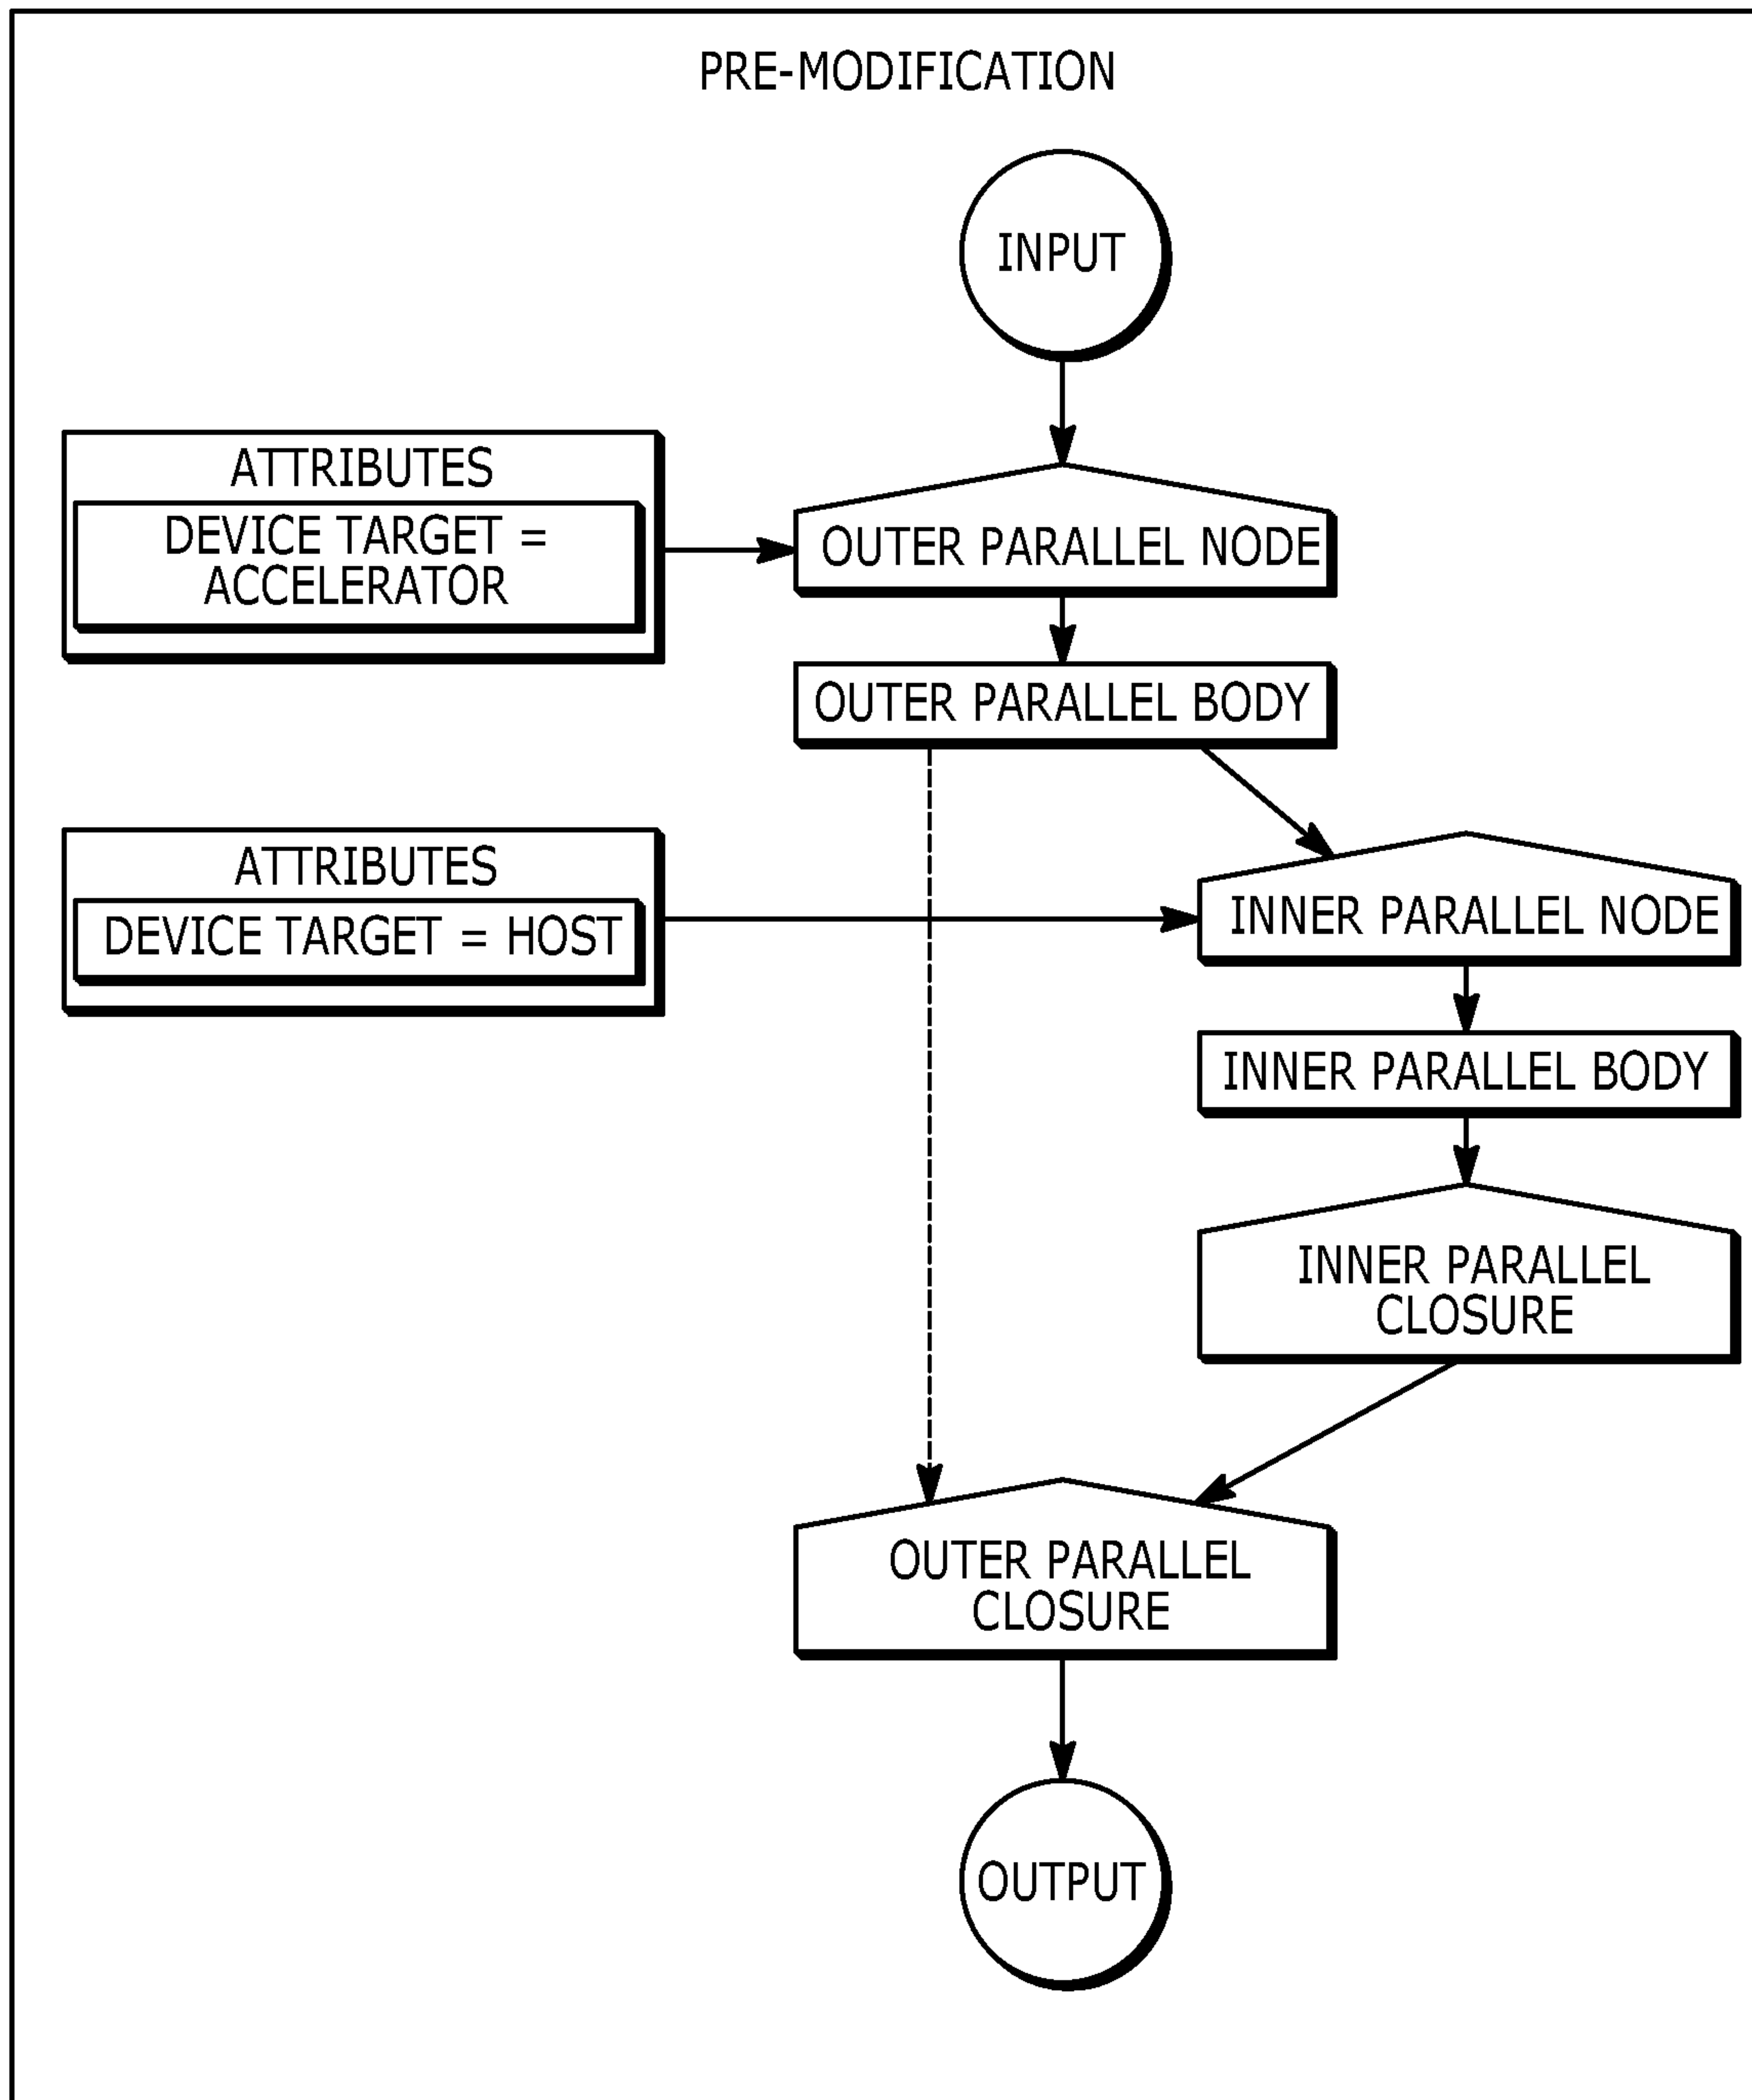 PRE-MODIFICATION
INPUT
ATTRIBUTES
DEVICE TARGET =
ACCELERATOR
OUTER PARALLEL NODE
OUTER PARALLEL BODY
ATTRIBUTES
DEVICE TARGET = HOST
INNER PARALLEL NODE
INNER PARALLEL BODY
INNER PARALLEL
CLOSURE
OUTER PARALLEL
CLOSURE
OUTPUT